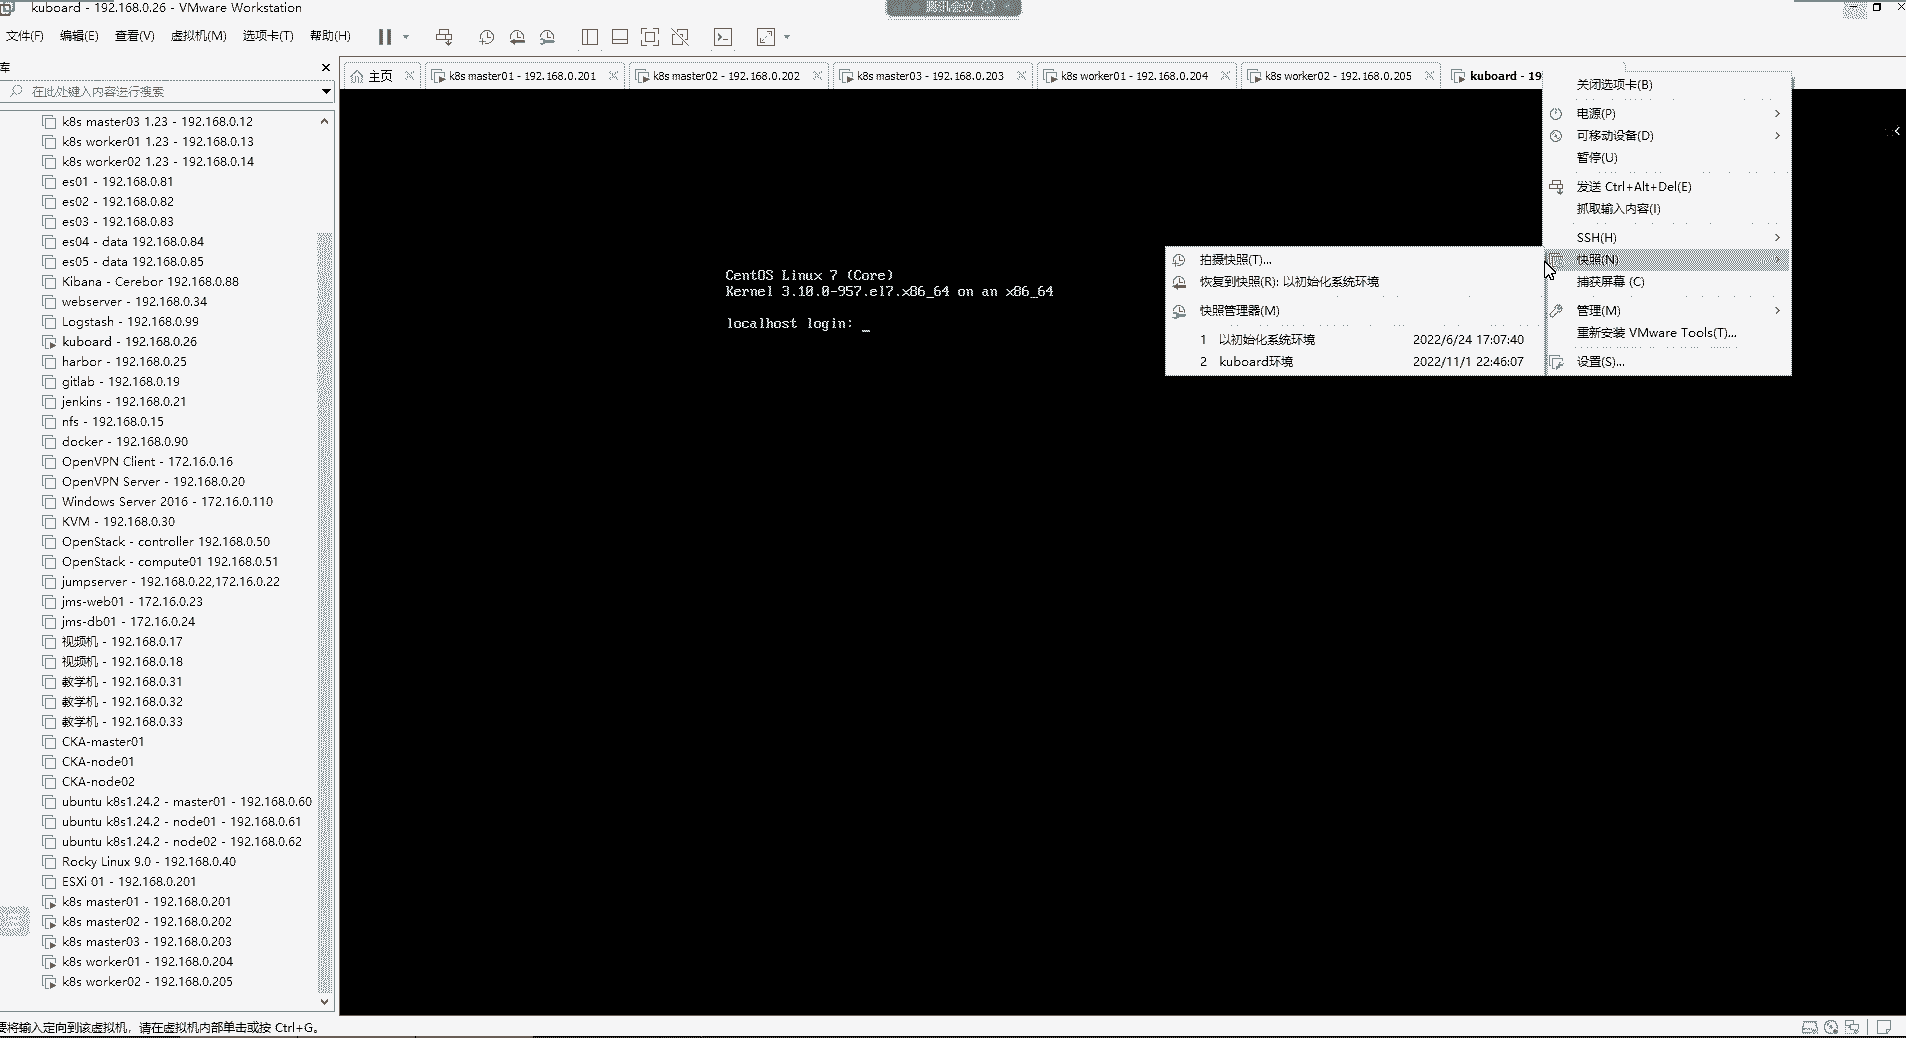 kuboard - 192.168.0.26 - VMware Workstation
腾讯会议
文件(F) 编辑(E) 查看(V) 虚拟机(M) 选项卡(T) 帮助(H)
库
在此处键入内容进行搜索
主页
k8s master01 - 192.168.0.201
k8s master02 - 192.168.0.202
k8s master03 - 192.168.0.203
k8s worker01 - 192.168.0.204
k8s worker02 - 192.168.0.205
kuboard - 19
k8s master03 1.23 - 192.168.0.12
k8s worker01 1.23 - 192.168.0.13
k8s worker02 1.23 - 192.168.0.14
es01 - 192.168.0.81
es02 - 192.168.0.82
es03 - 192.168.0.83
es04 - data 192.168.0.84
es05 - data 192.168.0.85
Kibana - Cerebor 192.168.0.88
webserver - 192.168.0.34
Logstash - 192.168.0.99
kuboard - 192.168.0.26
harbor - 192.168.0.25
gitlab - 192.168.0.19
jenkins - 192.168.0.21
nfs - 192.168.0.15
docker - 192.168.0.90
OpenVPN Client - 172.16.0.16
OpenVPN Server - 192.168.0.20
Windows Server 2016 - 172.16.0.110
KVM - 192.168.0.30
OpenStack - controller 192.168.0.50
OpenStack - compute01 192.168.0.51
jumpserver - 192.168.0.22,172.16.0.22
jms-web01 - 172.16.0.23
jms-db01 - 172.16.0.24
视频机 - 192.168.0.17
视频机 - 192.168.0.18
教学机 - 192.168.0.31
教学机 - 192.168.0.32
教学机 - 192.168.0.33
CKA-master01
CKA-node01
CKA-node02
ubuntu k8s1.24.2 - master01 - 192.168.0.60
ubuntu k8s1.24.2 - node01 - 192.168.0.61
ubuntu k8s1.24.2 - node02 - 192.168.0.62
Rocky Linux 9.0 - 192.168.0.40
ESXi 01 - 192.168.0.201
k8s master01 - 192.168.0.201
k8s master02 - 192.168.0.202
k8s master03 - 192.168.0.203
k8s worker01 - 192.168.0.204
k8s worker02 - 192.168.0.205
CentOS Linux 7 (Core)
Kernel 3.10.0-957.el7.x86_64 on an x86_64
localhost login: _
拍摄快照(T)...
恢复到快照(R): 以初始化系统环境
快照管理器(M)
1 以初始化系统环境 2022/6/24 17:07:40
2 kuboard环境 2022/11/1 22:46:07
关闭选项卡(B)
电源(P)
可移动设备(D)
暂停(U)
发送 Ctrl+Alt+Del(E)
抓取输入内容(I)
SSH(H)
快照(N)
捕获屏幕 (C)
管理(M)
重新安装 VMware Tools(T)...
设置(S)...
要将输入定向到该虚拟机，请在虚拟机内部单击或按 Ctrl+G。